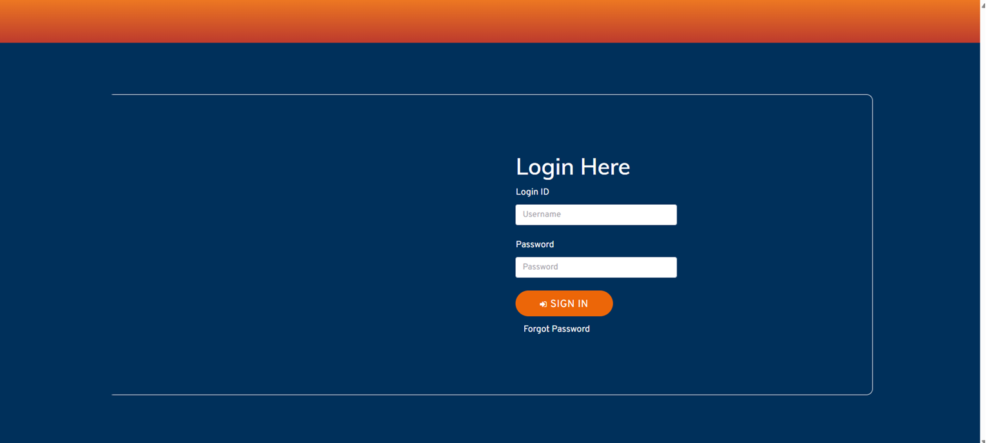 Login Here
Login ID
Username
Password
Password
SIGN IN
Forgot Password